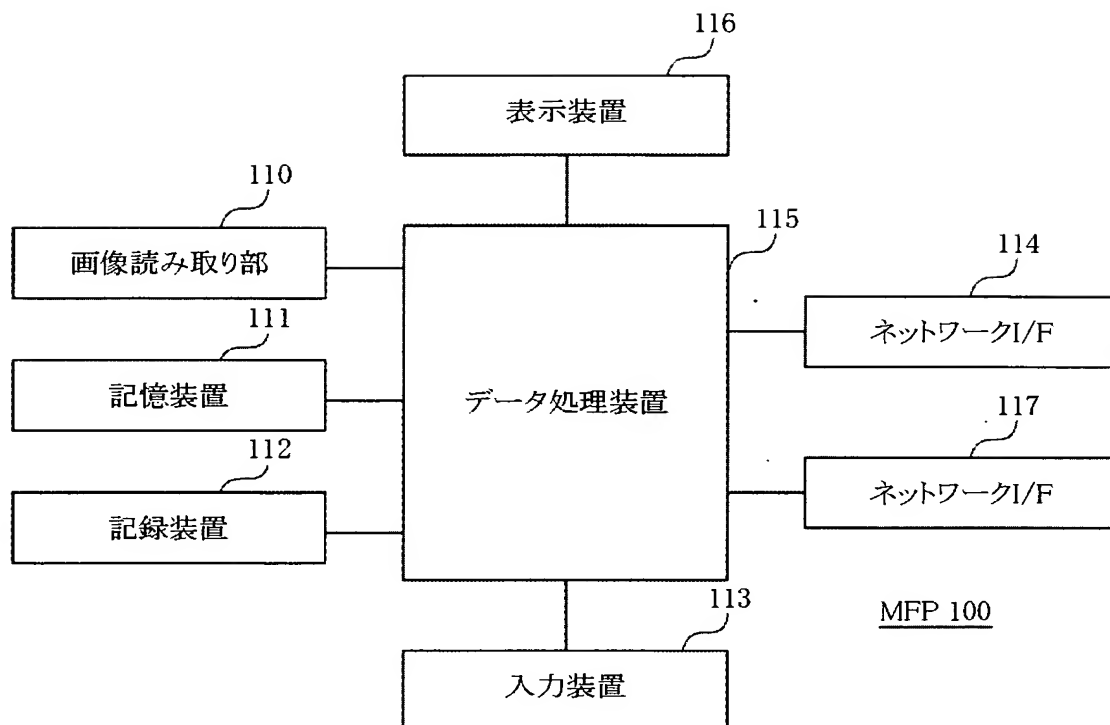 116
表示装置
110
画像読み取り部
115
114
ネットワークI/F
111
記憶装置
データ処理装置
117
ネットワークI/F
112
記録装置
113
入力装置
MFP 100